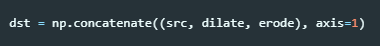 dst = np.concatenate((src, dilate, erode), axis=1)